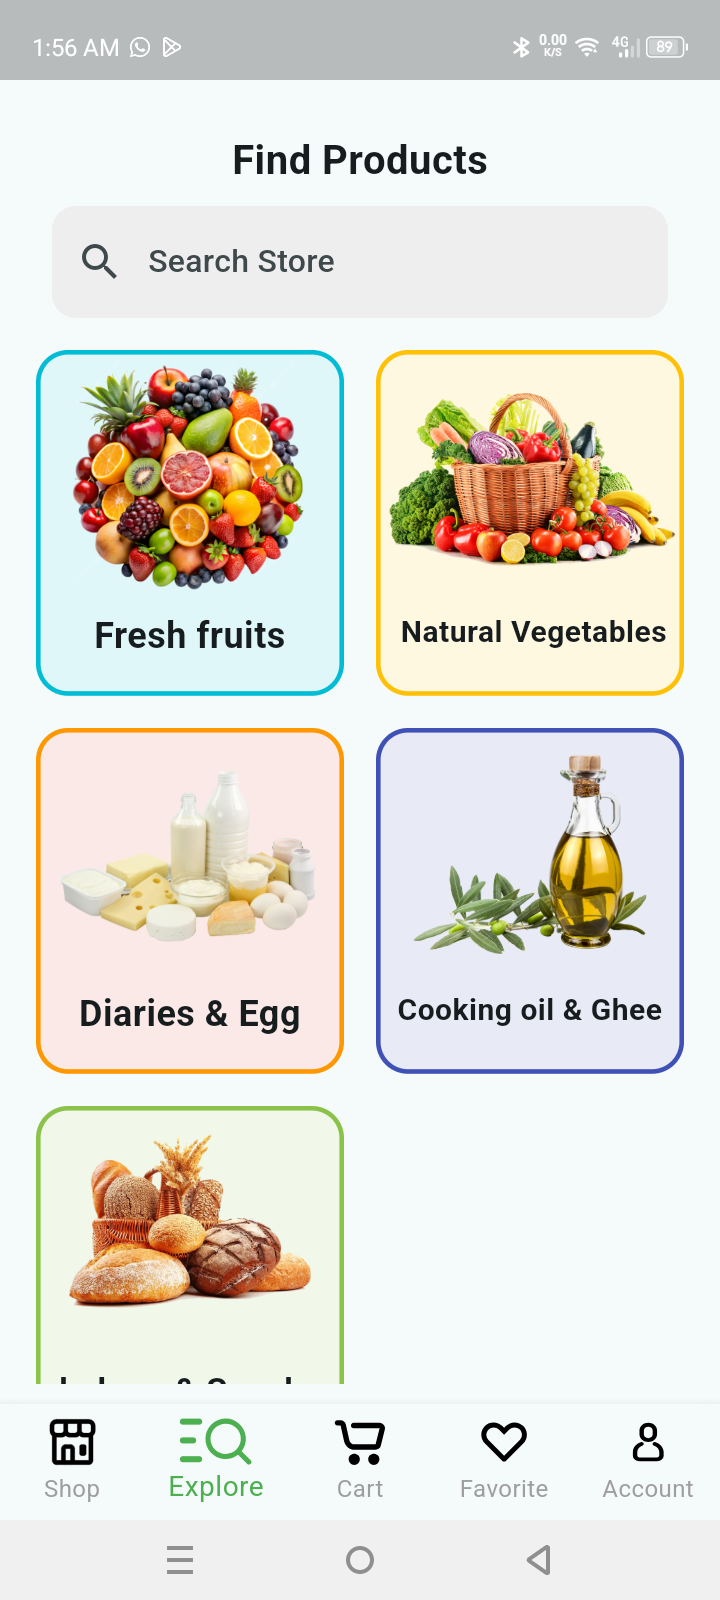 1:56 AM 0.00 K/S 4G 89
Find Products
Search Store
Fresh fruits
Natural Vegetables
Diaries & Egg
Cooking oil & Ghee
Shop
Explore
Cart
Favorite
Account